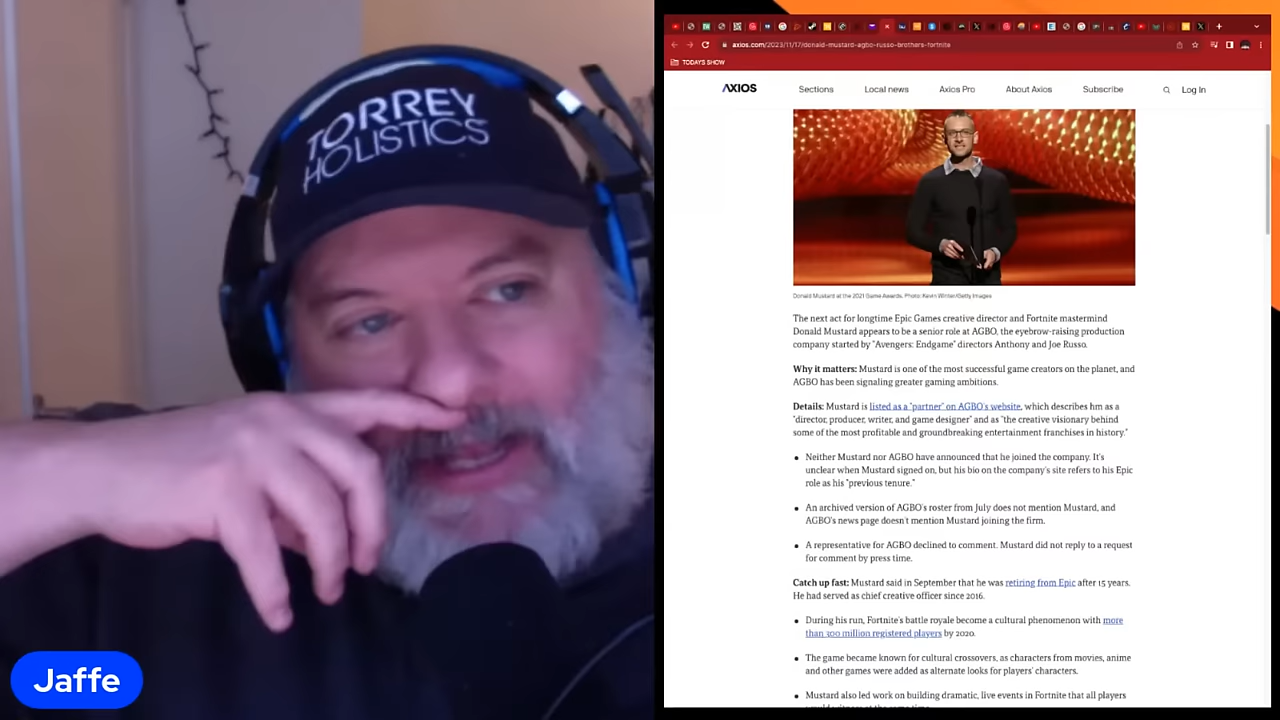 TORREY
HOLISTICS
Jaffe
axios.com/2023/11/17/donald-mustard-agbo-russo-brothers-fortnite
TODAYS SHOW
AXIOS
Sections
Local news
Axios Pro
About Axios
Subscribe
Log In
Donald Mustard at the 2021 Game Awards. Photo: Kevin Winter/Getty Images
The next act for longtime Epic Games creative director and Fortnite mastermind
Donald Mustard appears to be a senior role at AGBO, the eyebrow-raising production
company started by "Avengers: Endgame" directors Anthony and Joe Russo.
Why it matters: Mustard is one of the most successful game creators on the planet, and
AGBO has been signaling greater gaming ambitions.
Details: Mustard is listed as a "partner" on AGBO's website, which describes hm as a
"director, producer, writer, and game designer" and as "the creative visionary behind
some of the most profitable and groundbreaking entertainment franchises in history."
• Neither Mustard nor AGBO have announced that he joined the company. It's
unclear when Mustard signed on, but his bio on the company's site refers to his Epic
role as his "previous tenure."
• An archived version of AGBO's roster from July does not mention Mustard, and
AGBO's news page doesn't mention Mustard joining the firm.
• A representative for AGBO declined to comment. Mustard did not reply to a request
for comment by press time.
Catch up fast: Mustard said in September that he was retiring from Epic after 15 years.
He had served as chief creative officer since 2016.
• During his run, Fortnite's battle royale become a cultural phenomenon with more
than 300 million registered players by 2020.
• The game became known for cultural crossovers, as characters from movies, anime
and other games were added as alternate looks for players' characters.
• Mustard also led work on building dramatic, live events in Fortnite that all players